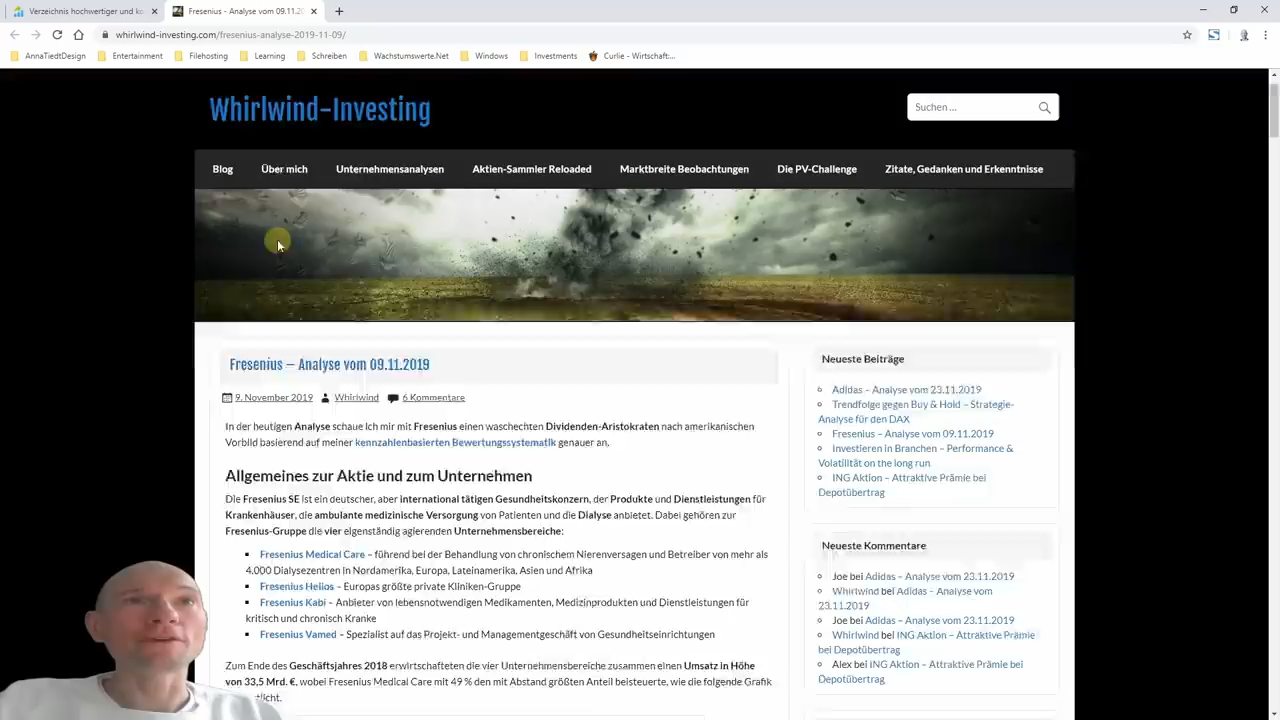 Verzeichnis hochwertiger und ko
Fresenius - Analyse vom 09.11.20
whirlwind-investing.com/fresenius-analyse-2019-11-09/
AnnaTiedtDesign Entertainment Filehosting Learning Schreiben Wachstumswerte.Net Windows Investments Curlie - Wirtschaft:...
Whirlwind-Investing
Suchen ...
Blog Über mich Unternehmensanalysen Aktien-Sammler Reloaded Marktbreite Beobachtungen Die PV-Challenge Zitate, Gedanken und Erkenntnisse
Fresenius – Analyse vom 09.11.2019
9. November 2019 Whirlwind 6 Kommentare
In der heutigen Analyse schaue ich mir mit Fresenius einen waschechten Dividenden-Aristokraten nach amerikanischen
Vorbild basierend auf meiner kennzahlenbasierten Bewertungssystematik genauer an.
Allgemeines zur Aktie und zum Unternehmen
Die Fresenius SE ist ein deutscher, aber international tätigen Gesundheitskonzern, der Produkte und Dienstleistungen für
Krankenhäuser, die ambulante medizinische Versorgung von Patienten und die Dialyse anbietet. Dabei gehören zur
Fresenius-Gruppe die vier eigenständig agierenden Unternehmensbereiche:
Fresenius Medical Care – führend bei der Behandlung von chronischem Nierenversagen und Betreiber von mehr als
4.000 Dialysezentren in Nordamerika, Europa, Lateinamerika, Asien und Afrika
Fresenius Helios – Europas größte private Kliniken-Gruppe
Fresenius Kabi – Anbieter von lebensnotwendigen Medikamenten, Medizinprodukten und Dienstleistungen für
kritisch und chronisch Kranke
Fresenius Vamed – Spezialist auf das Projekt- und Managementgeschäft von Gesundheitseinrichtungen
Zum Ende des Geschäftsjahres 2018 erwirtschafteten die vier Unternehmensbereiche zusammen einen Umsatz in Höhe
von 33,5 Mrd. €, wobei Fresenius Medical Care mit 49 % den mit Abstand größten Anteil beisteuerte, wie die folgende Grafik
Neueste Beiträge
Adidas – Analyse vom 23.11.2019
Trendfolge gegen Buy & Hold – Strategie-
Analyse für den DAX
Fresenius – Analyse vom 09.11.2019
Investieren in Branchen – Performance &
Volatilität on the long run
ING Aktion – Attraktive Prämie bei
Depotübertrag
Neueste Kommentare
Joe bei Adidas – Analyse vom 23.11.2019
Whirlwind bei Adidas – Analyse vom
23.11.2019
Joe bei Adidas – Analyse vom 23.11.2019
Whirlwind bei ING Aktion – Attraktive Prämie
bei Depotübertrag
Alex bei ING Aktion – Attraktive Prämie bei
Depotübertrag